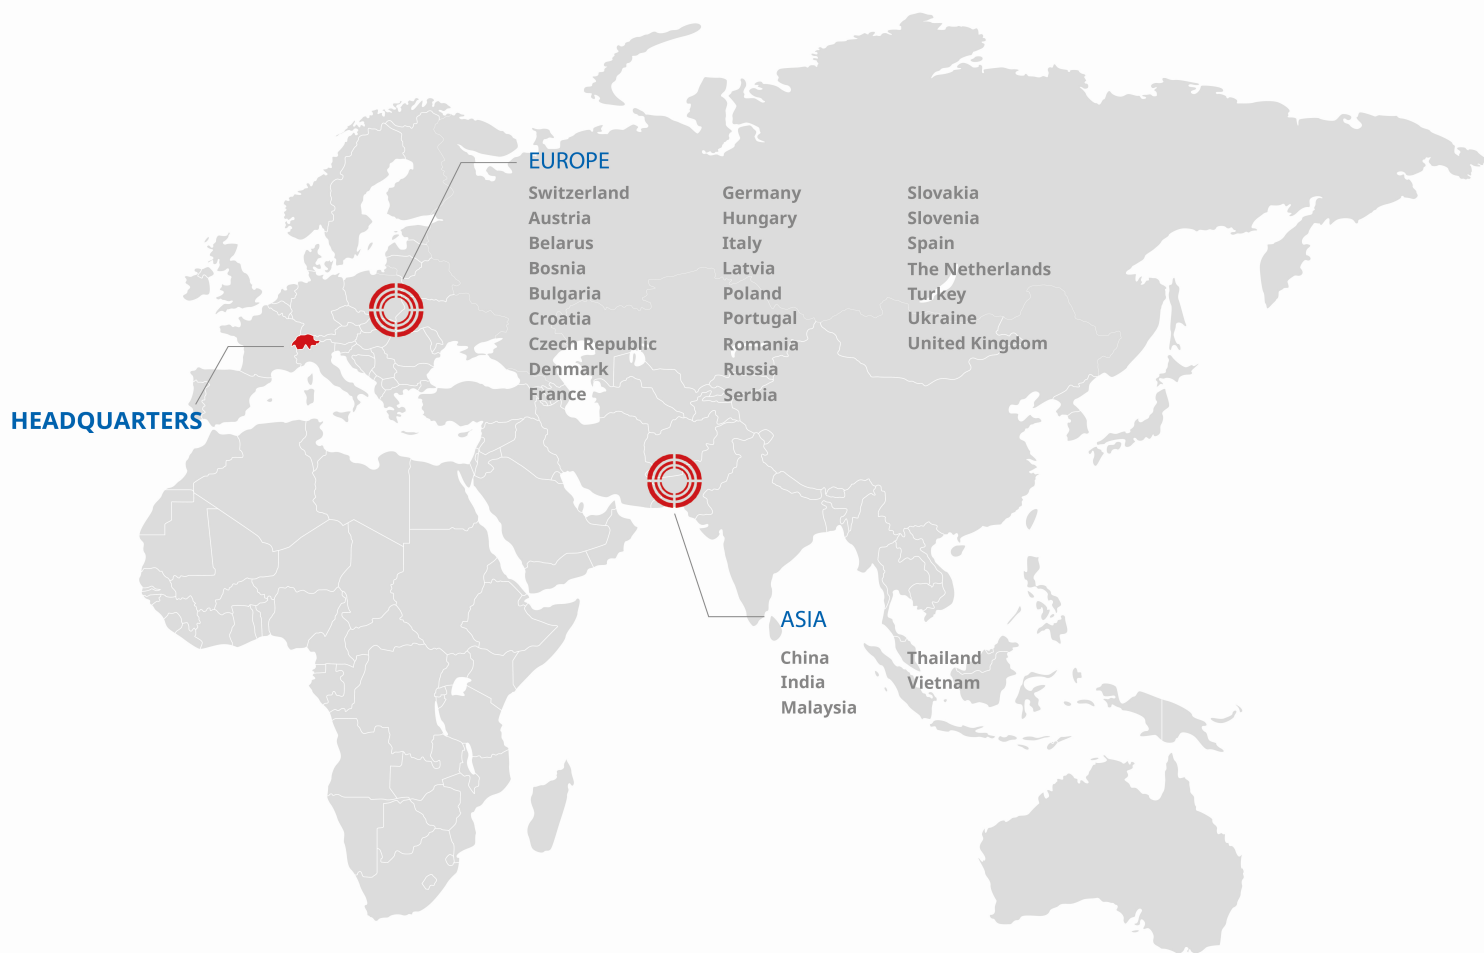 EUROPE
Switzerland
Austria
Belarus
Bosnia
Bulgaria
Croatia
Czech Republic
Denmark
France
Germany
Hungary
Italy
Latvia
Poland
Portugal
Romania
Russia
Serbia
Slovakia
Slovenia
Spain
The Netherlands
Turkey
Ukraine
United Kingdom
HEADQUARTERS
ASIA
China
India
Malaysia
Thailand
Vietnam